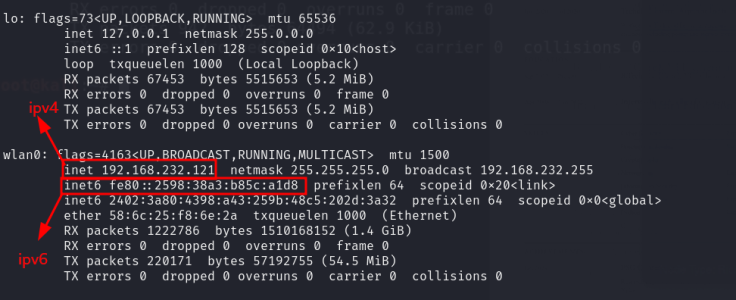 lo: flags=73<UP,LOOPBACK,RUNNING> mtu 65536
inet 127.0.0.1 netmask 255.0.0.0
inet6 ::1 prefixlen 128 scopeid 0×10<host>
loop txqueuelen 1000 (Local Loopback)
RX packets 67453 bytes 5515653 (5.2 MiB)
RX errors 0 dropped 0 overruns 0 frame 0
ipv4
TX packets 67453 bytes 5515653 (5.2 MiB)
TX errors 0 dropped 0 overruns 0 carrier 0 collisions 0
wlan0: flags=4163<UP,BROADCAST,RUNNING,MULTICAST> mtu 1500
inet 192.168.232.121 netmask 255.255.255.0 broadcast 192.168.232.255
inet6 fe80::2598:38a3:b85c:a1d8 prefixlen 64 scopeid 0×20<link>
inet6 2402:3a80:4398:a43:259b:48c5:202d:3a32 prefixlen 64 scopeid 0×0<global>
ether 58:6c:25:f8:6e:2a txqueuelen 1000 (Ethernet)
RX packets 1222786 bytes 1510168152 (1.4 GiB)
RX errors 0 dropped 0 overruns 0 frame 0
ipv6
TX packets 220171 bytes 57192755 (54.5 MiB)
TX errors 0 dropped 0 overruns 0 carrier 0 collisions 0